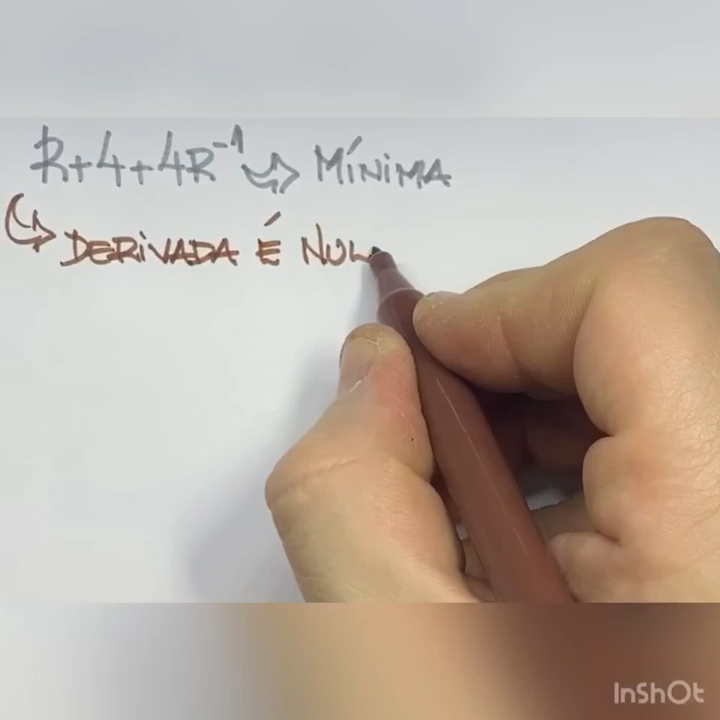 R+4+4R⁻¹ → MÍNIMA
↪ DERIVADA É NUL
InShOt